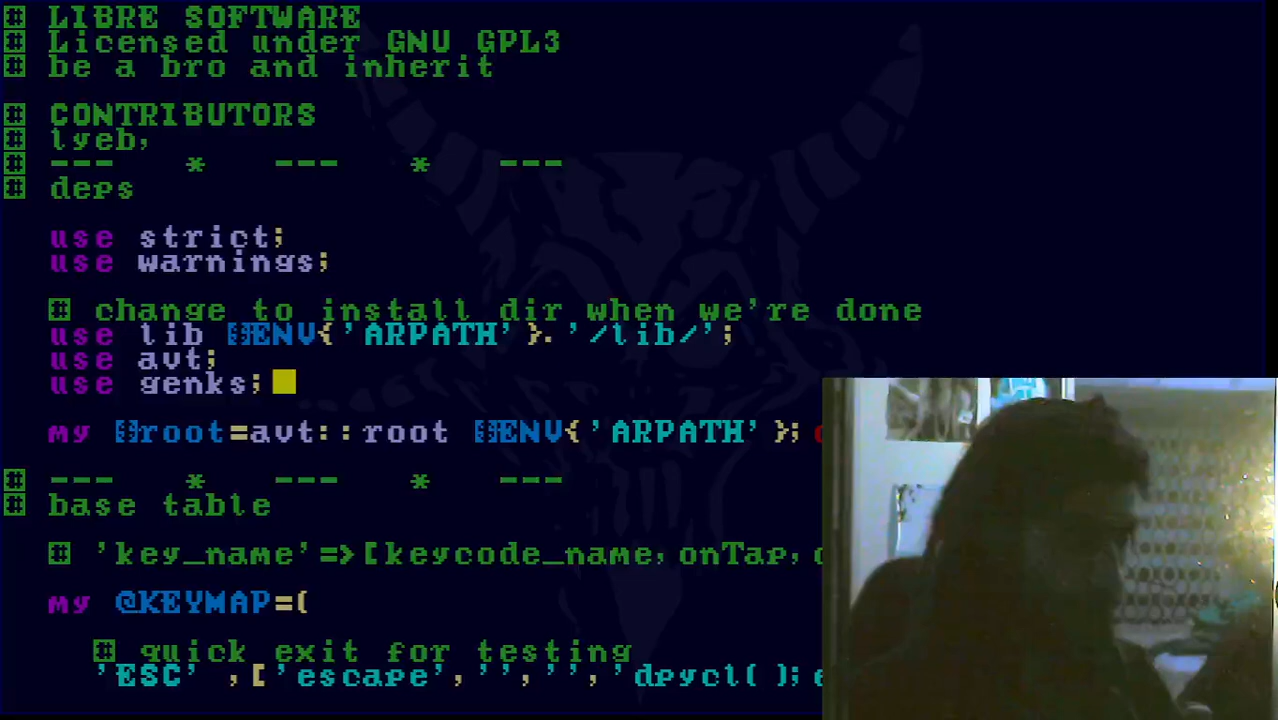 # LIBRE SOFTWARE
# Licensed under GNU GPL3
# be a bro and inherit
# CONTRIBUTORS
# lyeb,
# --- * --- * ---
# deps
use strict;
use warnings;
# change to install dir when we're done
use lib $ENV{'ARPATH'}.'/lib/';
use avt;
use genks;
my $root=avt::root $ENV{'ARPATH'};
# --- * --- * ---
# base table
# 'key_name'=>[keycode_name,onTap,
my @KEYMAP=(
# quick exit for testing
'ESC' ,['escape','','','dpycl();